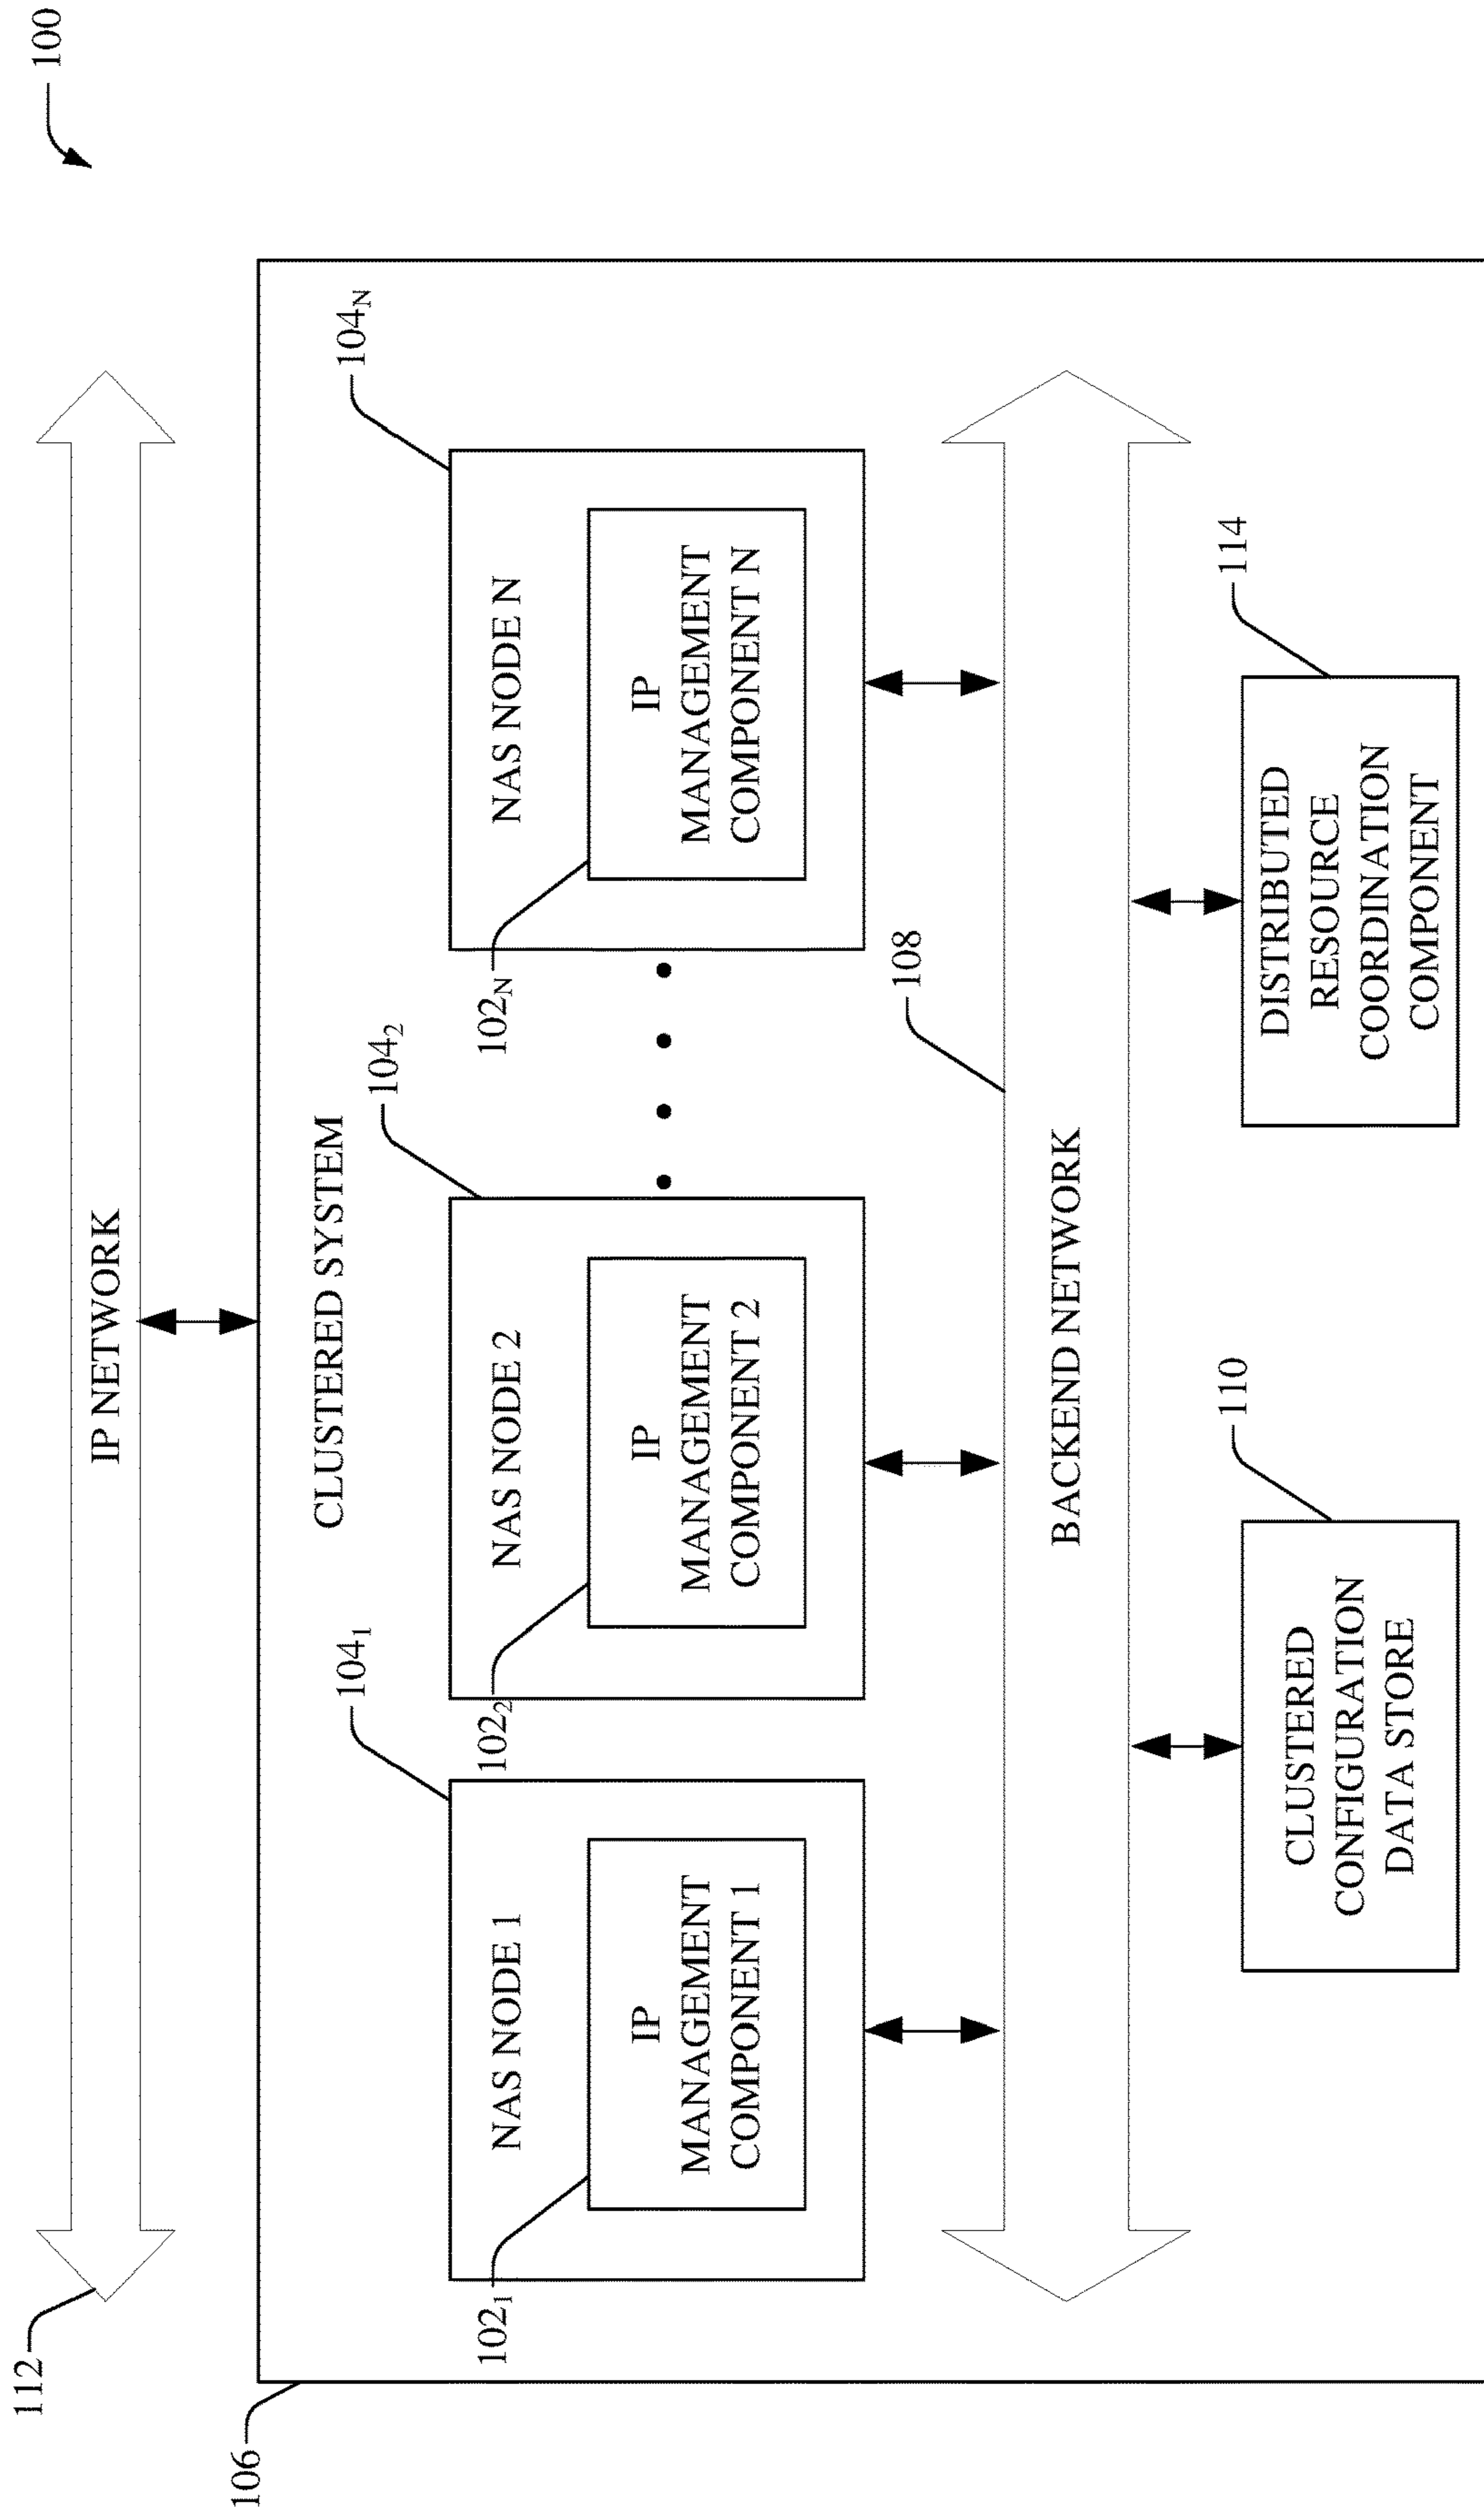 100
112
IP NETWORK
106
CLUSTERED SYSTEM
104₁
104₂
104N
NAS NODE 1
NAS NODE 2
NAS NODE N
102₁
102₂
102N
IP
MANAGEMENT
COMPONENT 1
IP
MANAGEMENT
COMPONENT 2
IP
MANAGEMENT
COMPONENT N
108
BACKEND NETWORK
110
114
CLUSTERED
CONFIGURATION
DATA STORE
DISTRIBUTED
RESOURCE
COORDINATION
COMPONENT